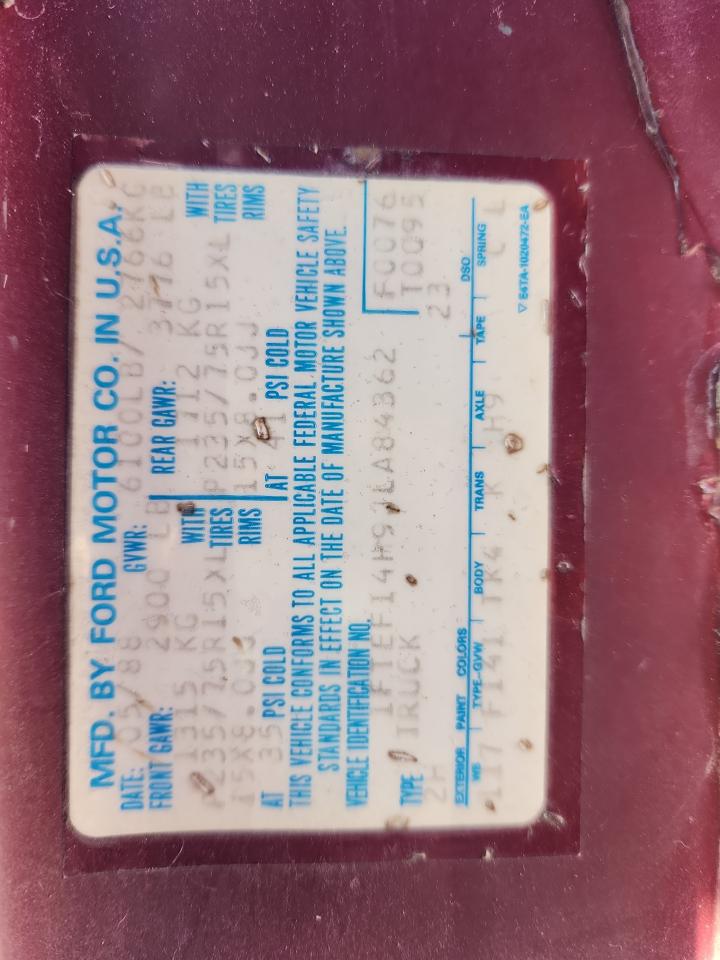 MFD. BY FORD MOTOR CO. IN U.S.A.
DATE: 05/88 GVWR: 6100LB/ 2766KG
FRONT GAWR: 2900 LB REAR GAWR: 3776 LB
1315 KG WITH 1712 KG WITH
P235/75R15XL TIRES P235/75R15XL TIRES
15X8.0JJ RIMS 15X8.0JJ RIMS
AT 35 PSI COLD AT 41 PSI COLD
THIS VEHICLE CONFORMS TO ALL APPLICABLE FEDERAL MOTOR VEHICLE SAFETY
STANDARDS IN EFFECT ON THE DATE OF MANUFACTURE SHOWN ABOVE.
VEHICLE IDENTIFICATION NO. F0076
1FTEF14H9JLA84362 T0095
TYPE TRUCK 23
2H
EXTERIOR PAINT COLORS DSO
WB TYPE-GVW BODY TRANS AXLE TAPE SPRING
117 F141 TK4 K H9
▽ E4TA-1020472-EA